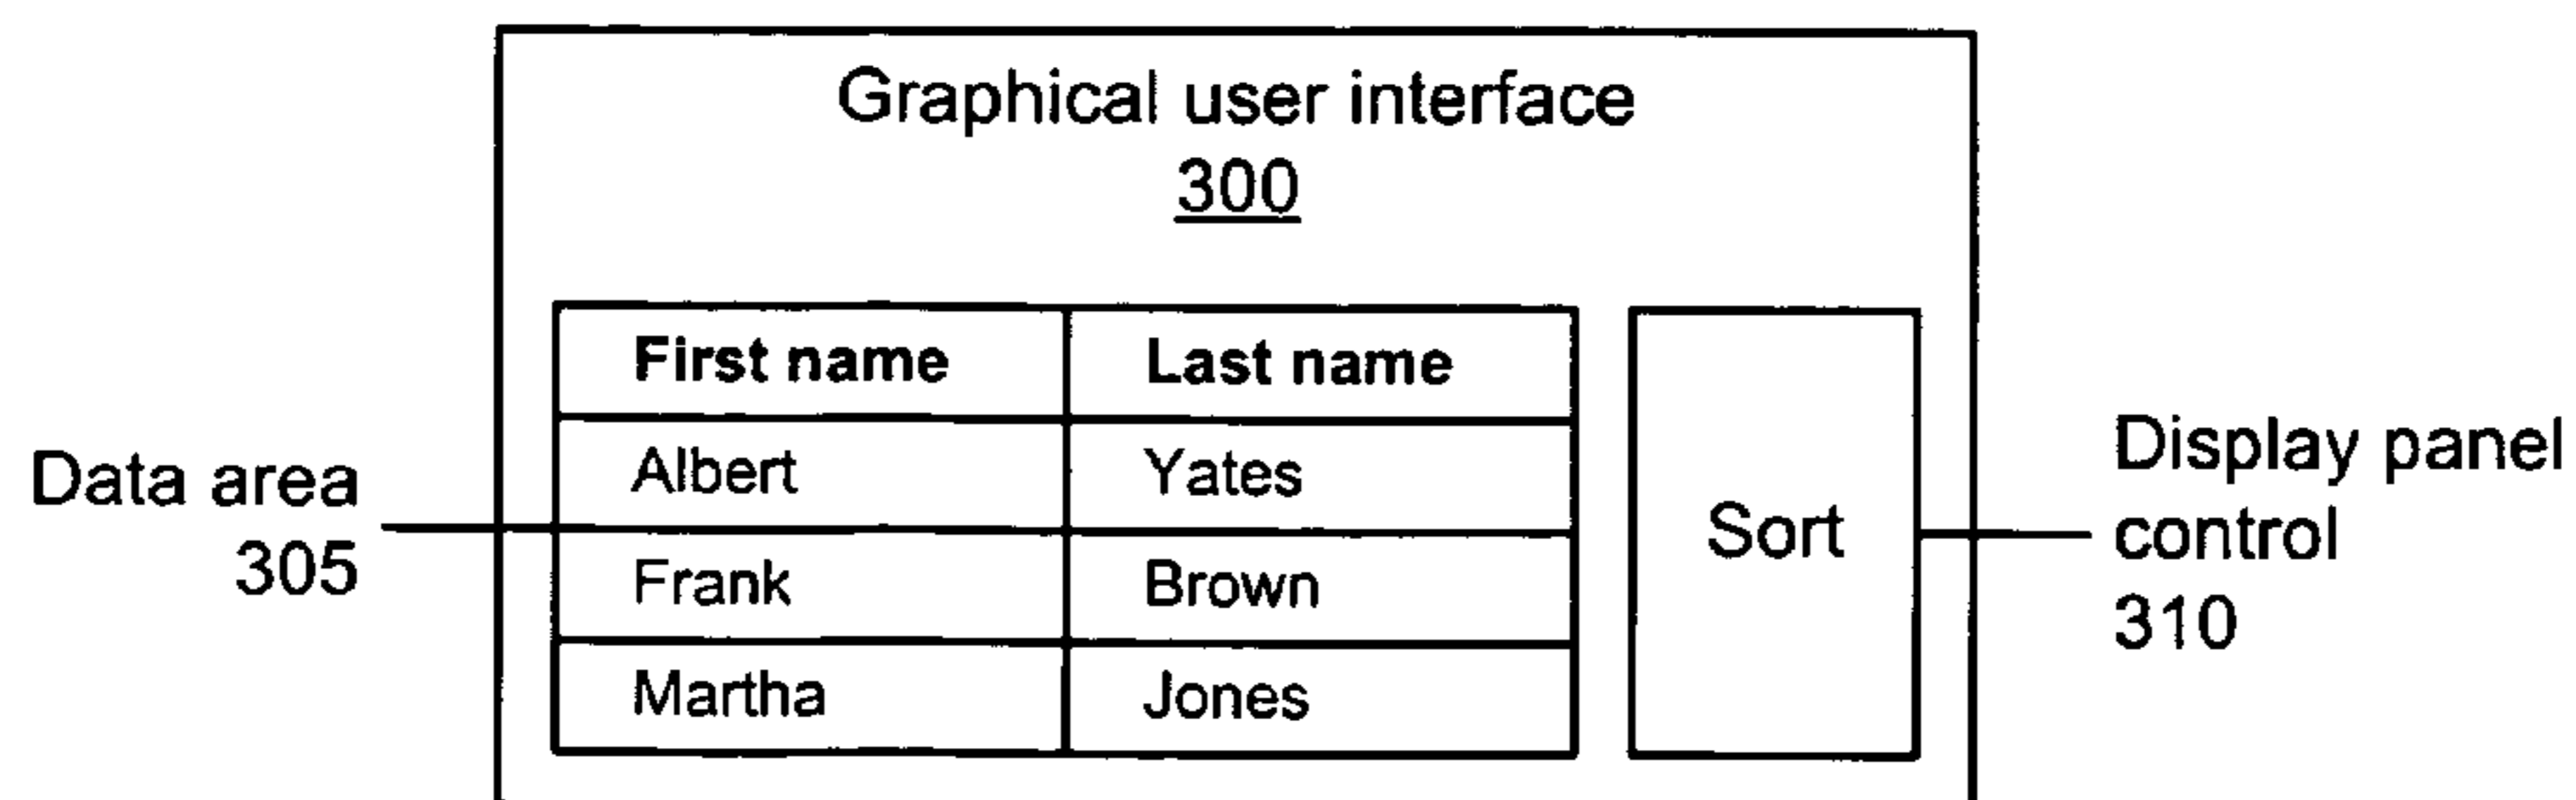 Graphical user interface
300
First name Last name
Albert Yates
Frank Brown
Martha Jones
Sort
Data area
305
Display panel
control
310